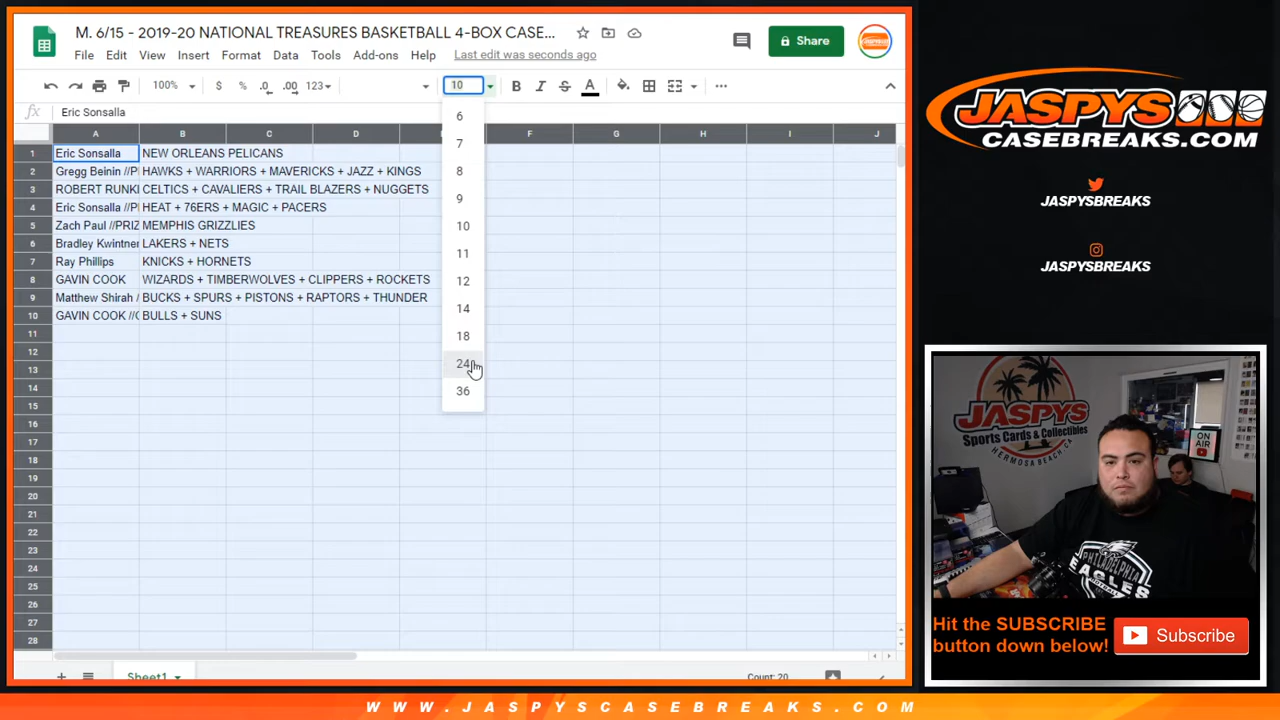 M. 6/15 - 2019-20 NATIONAL TREASURES BASKETBALL 4-BOX CASE...
File Edit View Insert Format Data Tools Add-ons Help Last edit was seconds ago
Share
100% $ % .0 .00 123 10 B I S A
fx Eric Sonsalla
A B C D F G H I J
1 Eric Sonsalla NEW ORLEANS PELICANS
2 Gregg Beinin //P HAWKS + WARRIORS + MAVERICKS + JAZZ + KINGS
3 ROBERT RUNK CELTICS + CAVALIERS + TRAIL BLAZERS + NUGGETS
4 Eric Sonsalla //P HEAT + 76ERS + MAGIC + PACERS
5 Zach Paul //PRIZ MEMPHIS GRIZZLIES
6 Bradley Kwintner LAKERS + NETS
7 Ray Phillips KNICKS + HORNETS
8 GAVIN COOK WIZARDS + TIMBERWOLVES + CLIPPERS + ROCKETS
9 Matthew Shirah / BUCKS + SPURS + PISTONS + RAPTORS + THUNDER
10 GAVIN COOK // BULLS + SUNS
11
12
13
14
15
16
17
18
19
20
21
22
23
24
25
26
27
28
6
7
8
9
10
11
12
14
18
24
36
Sheet1
Count: 20
JASPYS
CASEBREAKS.COM
JASPYSBREAKS
JASPYSBREAKS
JASPYS
Sports Cards & Collectibles
HERMOSA BEACH, CA
ON
AIR
PHILADELPHIA
EAGLES
FOOTBALL
Hit the SUBSCRIBE
button down below!
Subscribe
WWW.JASPYSCASEBREAKS.COM